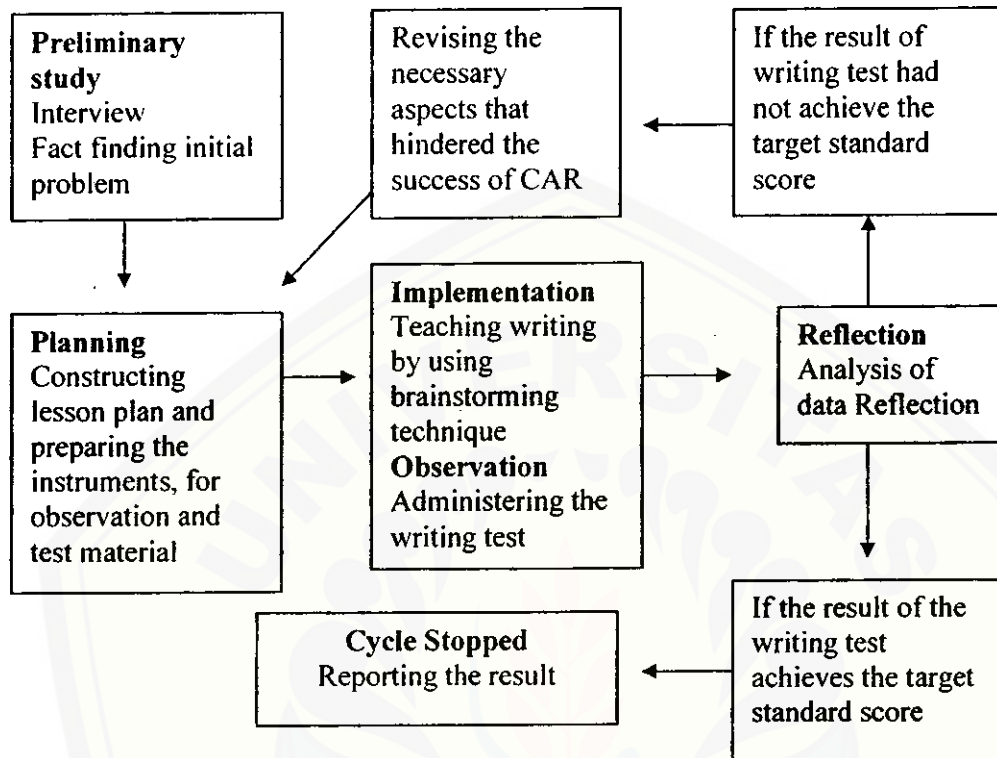 Preliminary
study
Interview
Fact finding initial
problem
Revising the
necessary
aspects that
hindered the
success of CAR
If the result of
writing test had
not achieve the
target standard
score
Planning
Constructing
lesson plan and
preparing the
instruments, for
observation and
test material
Implementation
Teaching writing
by using
brainstorming
technique
Observation
Administering the
writing test
Reflection
Analysis of
data Reflection
Cycle Stopped
Reporting the result
If the result of the
writing test
achieves the target
standard score
UNIVERSITAS